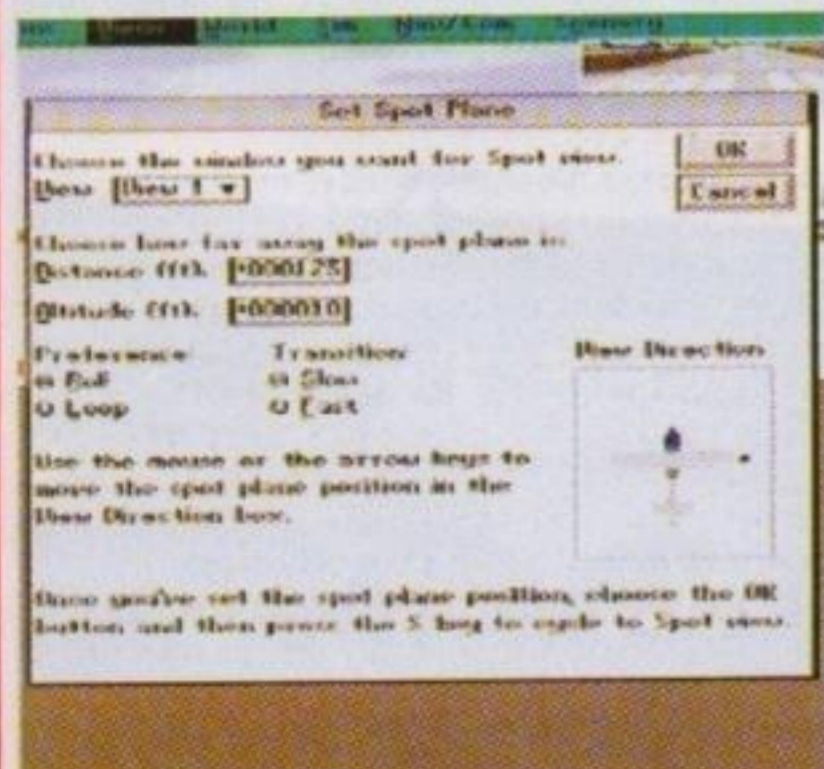 Views World Sim Nav/Com Scenery
Set Spot Plane
Choose the window you want for Spot view.
OK
View View 1
Cancel
Choose how far away the spot plane is:
Distance (ft). +000125
Altitude (ft). +000010
Preference Transition View Direction
Roll Slow
Loop Fast
Use the mouse or the arrow keys to
move the spot plane position in the
View Direction box.
Once you've set the spot plane position, choose the OK
button and then press the S key to cycle to Spot view.